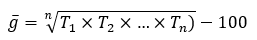 ḡ = ⁿ√T₁ × T₂ × … × Tₙ) − 100